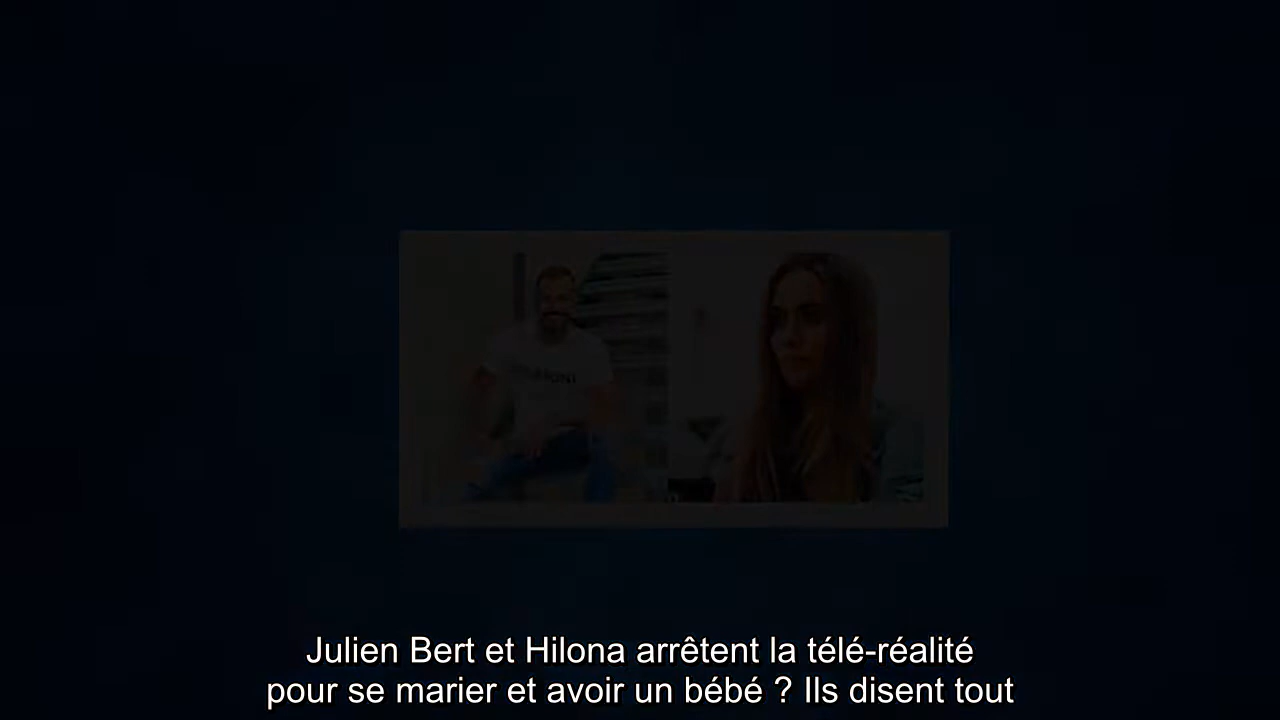 Julien Bert et Hilona arrêtent la télé-réalité
pour se marier et avoir un bébé ? Ils disent tout